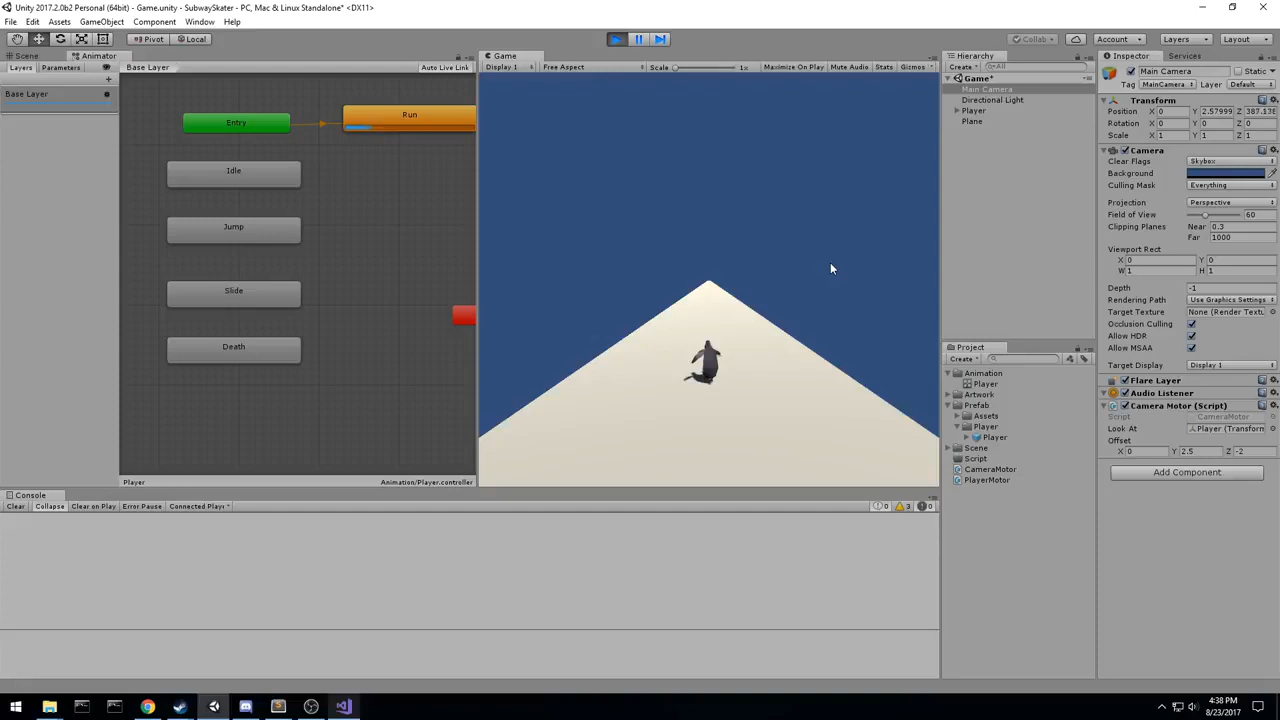 Unity 2017.2.0b2 Personal (64bit) - Game.unity - SubwaySkater - PC, Mac & Linux Standalone* <DX11>
File Edit Assets GameObject Component Window Help
Pivot Local Collab Account Layers Layout
Scene Animator Game Hierarchy Inspector Services
Layers Parameters Base Layer Auto Live Link Display 1 Free Aspect Scale 1x Maximize On Play Mute Audio Stats Gizmos Create All
Base Layer
Entry
Run
Idle
Jump
Slide
Death
Player Animation/Player.controller
Game*
Main Camera
Directional Light
Player
Plane
Project
Create
Animation
Player
Artwork
Prefab
Assets
Player
Player
Scene
Script
CameraMotor
PlayerMotor
Main Camera Static
Tag MainCamera Layer Default
Transform
Position X 0 Y 2.57999 Z 387.138
Rotation X 0 Y 0 Z 0
Scale X 1 Y 1 Z 1
Camera
Clear Flags Skybox
Background
Culling Mask Everything
Projection Perspective
Field of View 60
Clipping Planes Near 0.3
Far 1000
Viewport Rect
X 0 Y 0
W 1 H 1
Depth -1
Rendering Path Use Graphics Settings
Target Texture None (Render Textu
Occlusion Culling
Allow HDR
Allow MSAA
Target Display Display 1
Flare Layer
Audio Listener
Camera Motor (Script)
Script CameraMotor
Look At Player (Transform
Offset
X 0 Y 2.5 Z -2
Add Component
Console
Clear Collapse Clear on Play Error Pause Connected Playe 0 3 0
4:38 PM
8/23/2017